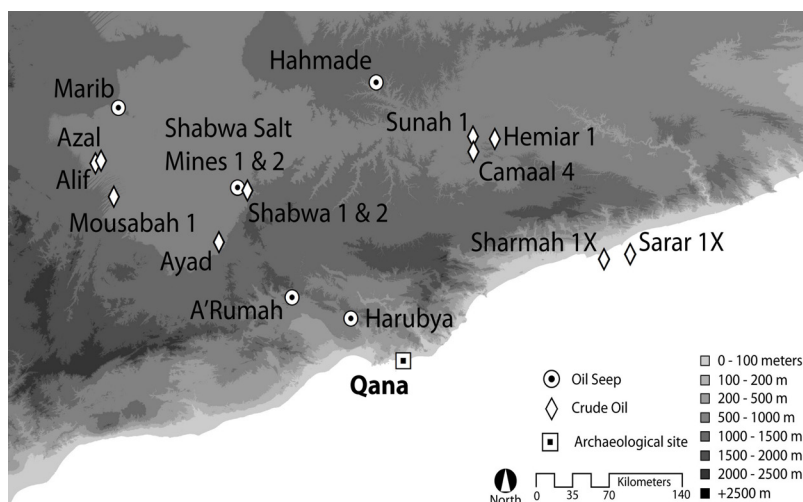 Hahmade
Marib
Azal
Shabwa Salt
Mines 1 & 2
Sunah 1
Hemiar 1
Alif
Camaal 4
Mousabah 1
Shabwa 1 & 2
Ayad
Sharmah 1X
Sarar 1X
A'Rumah
Harubya
Qana
Oil Seep
Crude Oil
Archaeological site
North
Kilometers
0 35 70 140
0 - 100 meters
100 - 200 m
200 - 500 m
500 - 1000 m
1000 - 1500 m
1500 - 2000 m
2000 - 2500 m
+2500 m